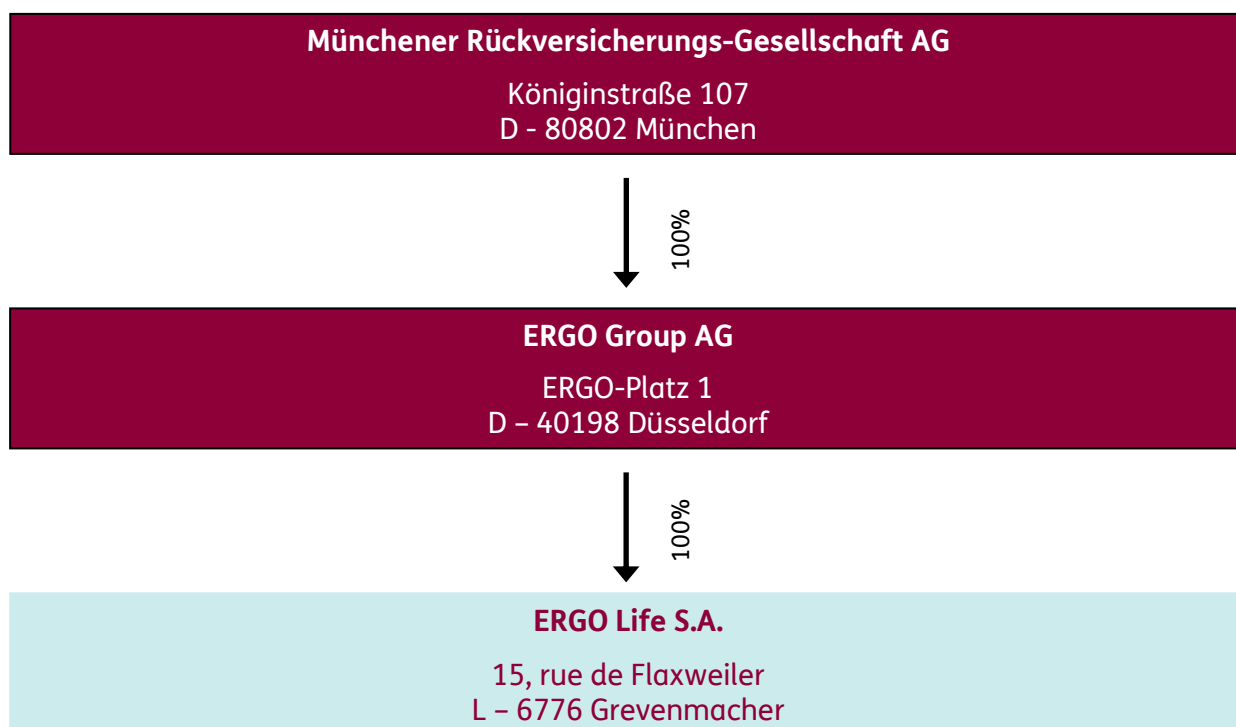 Münchener Rückversicherungs-Gesellschaft AG
Königinstraße 107
D - 80802 München
100%
ERGO Group AG
ERGO-Platz 1
D – 40198 Düsseldorf
100%
ERGO Life S.A.
15, rue de Flaxweiler
L – 6776 Grevenmacher